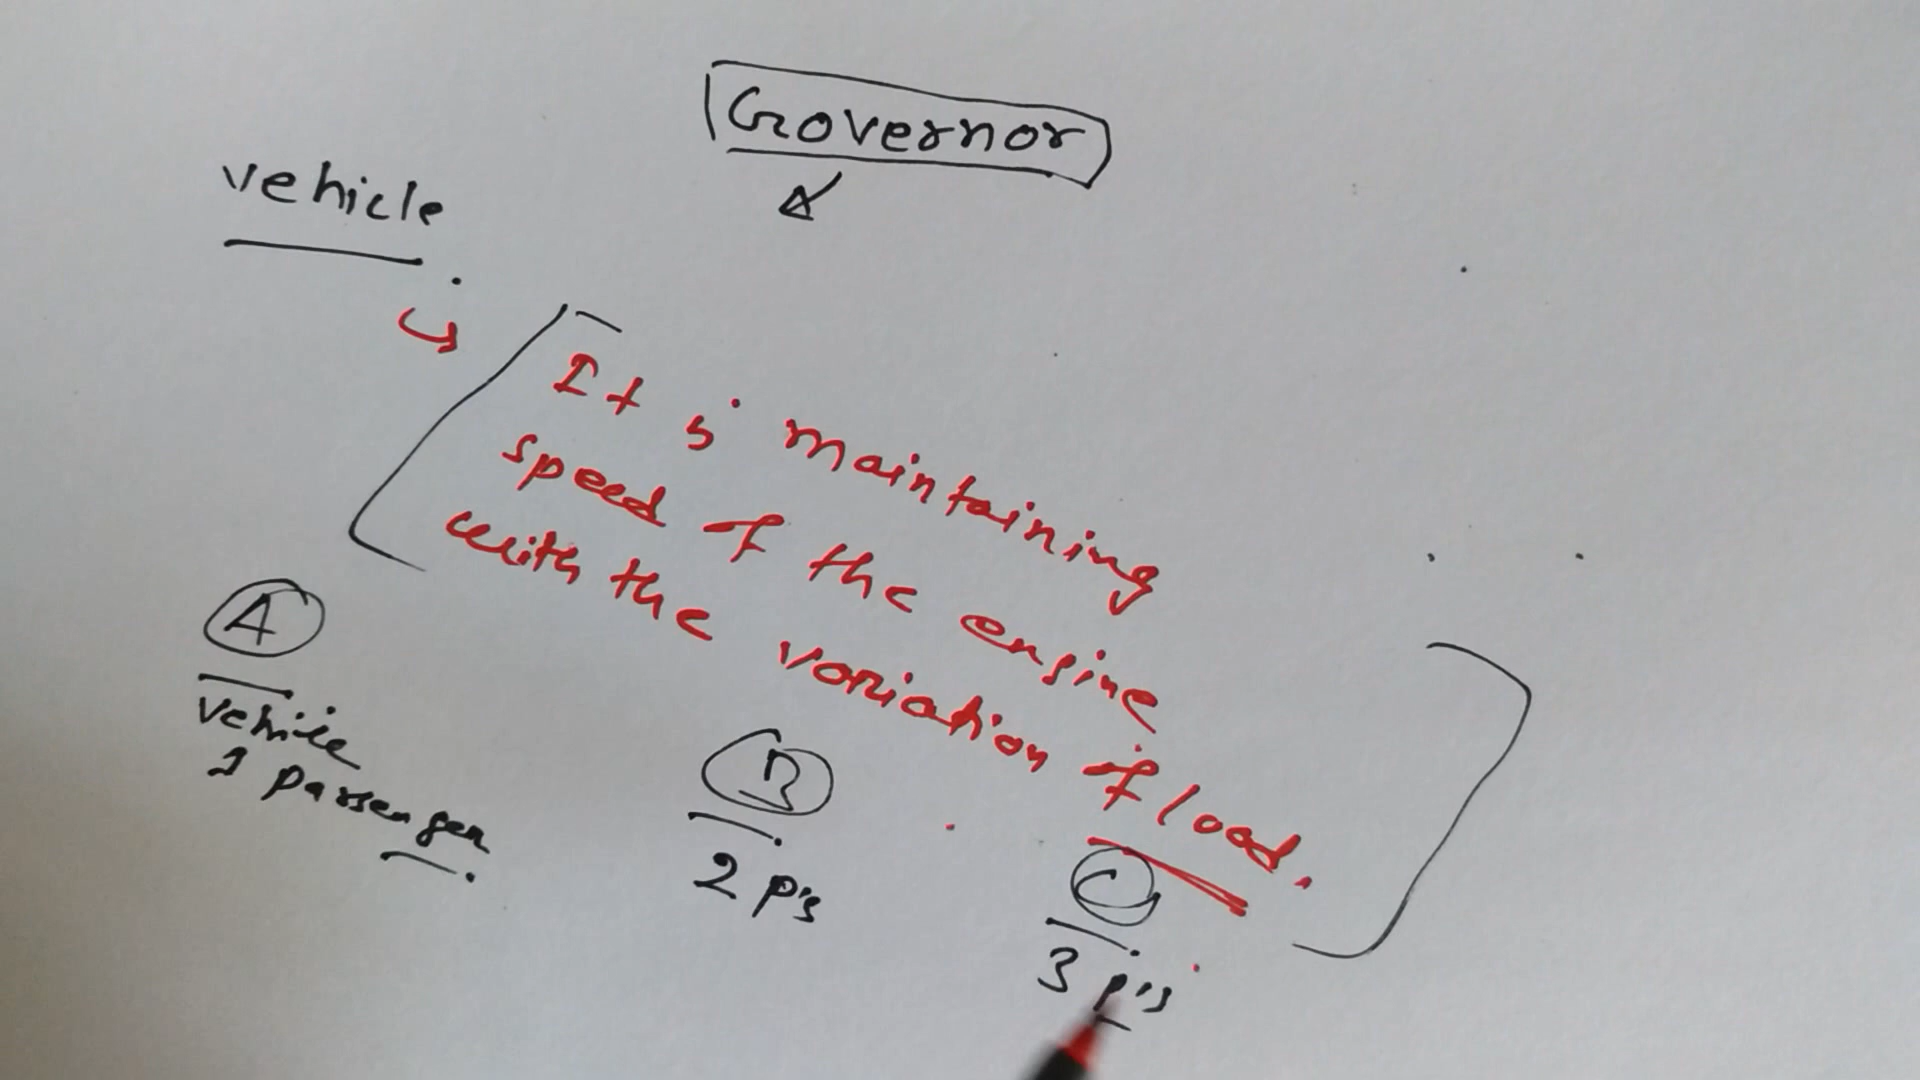 Governor
vehicle
It is maintaining
speed of the engine
with the variation of load.
A
vehicle
1 passenger
B
2 P's
C
3 P's